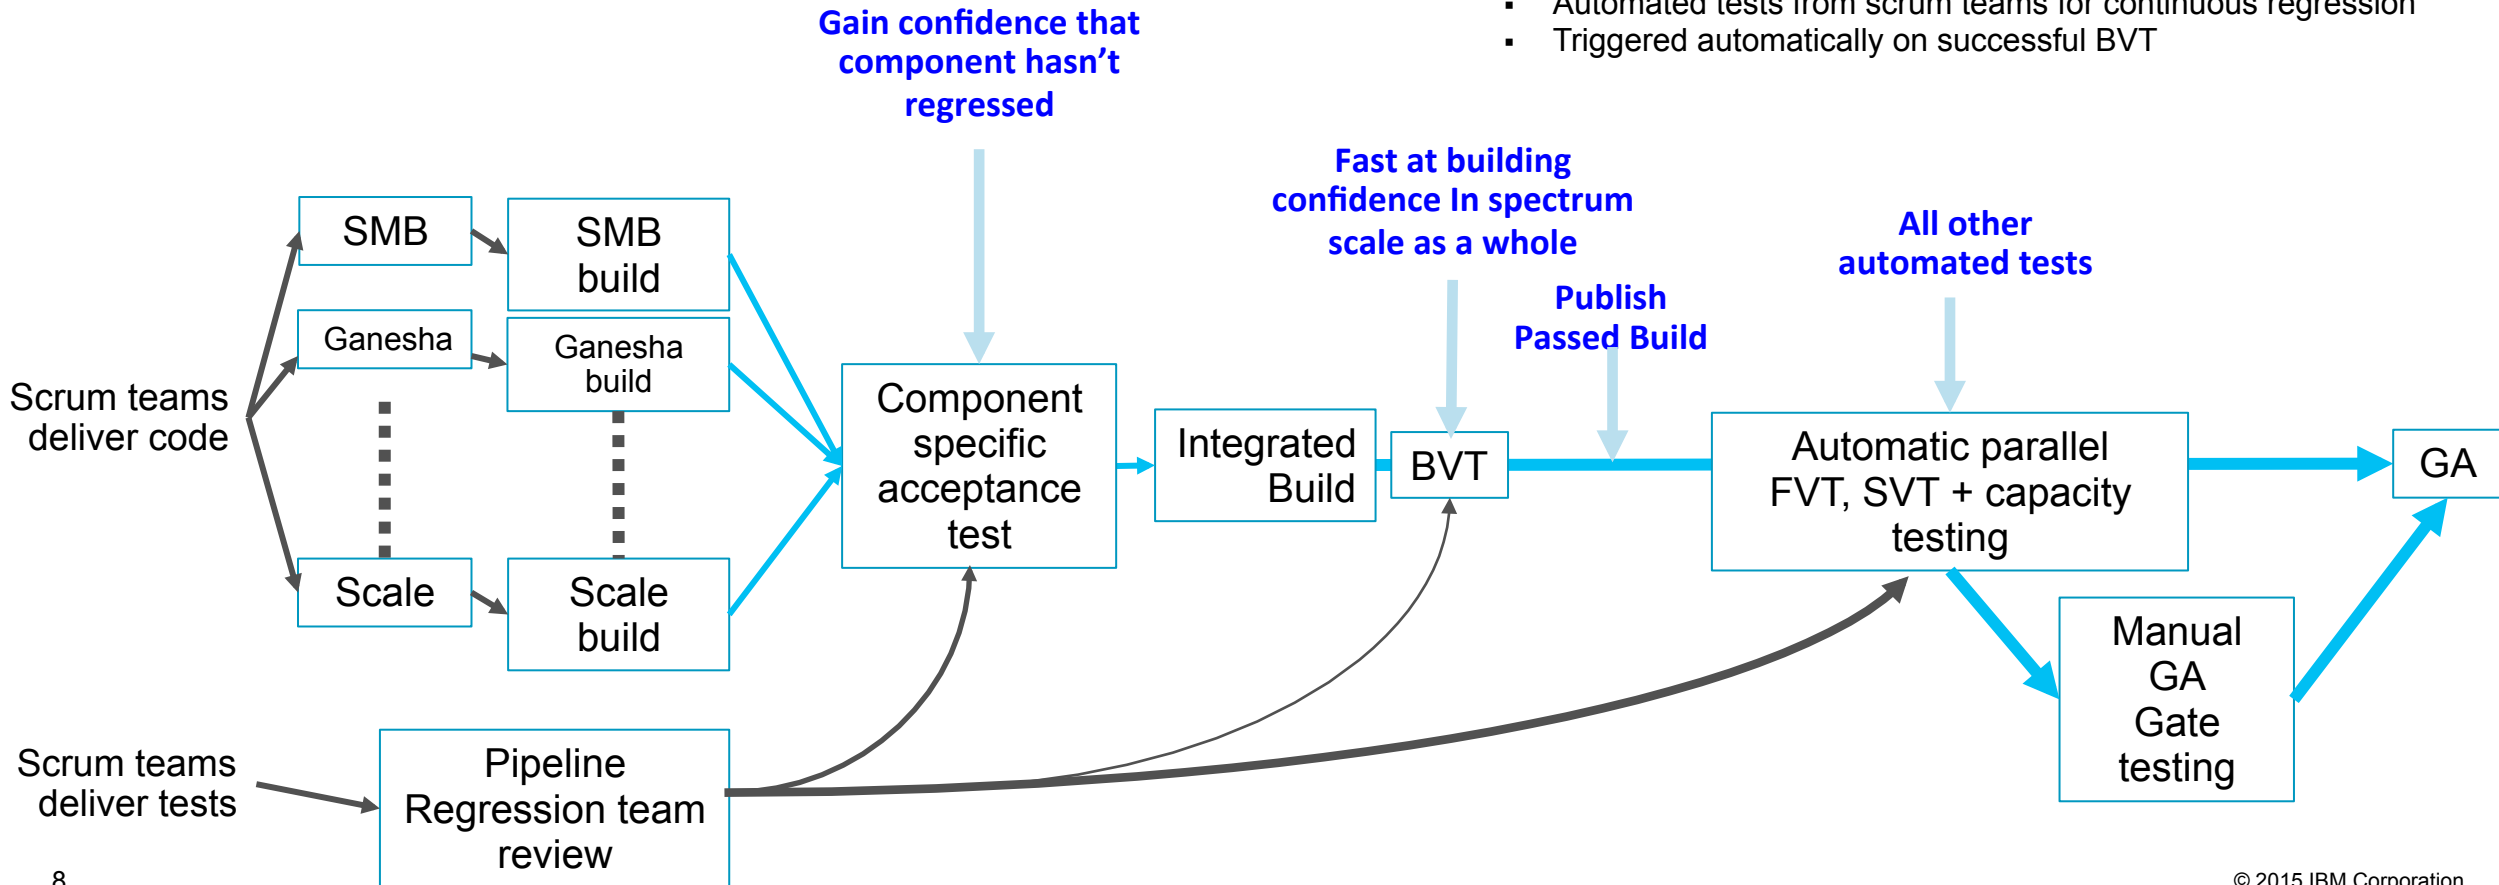 Automated tests from scrum teams for continuous regression
Triggered automatically on successful BVT
Gain confidence that
component hasn't
regressed
Fast at building
confidence In spectrum
scale as a whole
Publish
Passed Build
All other
automated tests
Scrum teams
deliver code
SMB
SMB
build
Ganesha
Ganesha
build
Scale
Scale
build
Component
specific
acceptance
test
Integrated
Build
BVT
Automatic parallel
FVT, SVT + capacity
testing
GA
Manual
GA
Gate
testing
Scrum teams
deliver tests
Pipeline
Regression team
review
8
© 2015 IBM Corporation